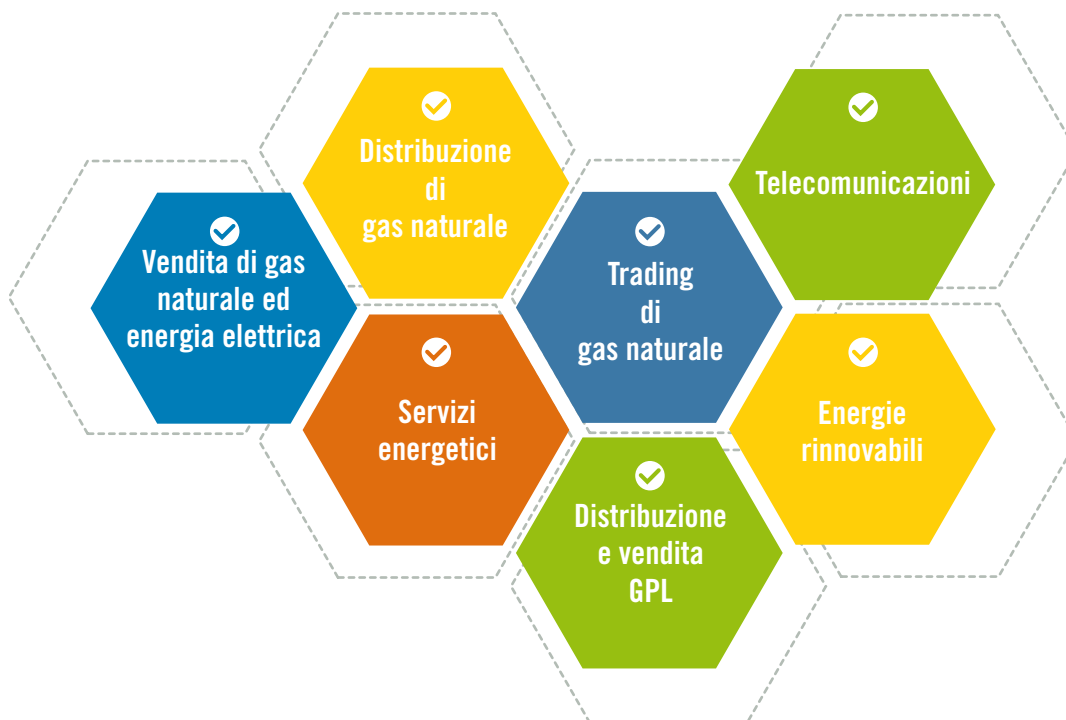 Distribuzione
di
gas naturale
Telecomunicazioni
Vendita di gas
naturale ed
energia elettrica
Trading
di
gas naturale
Servizi
energetici
Energie
rinnovabili
Distribuzione
e vendita
GPL